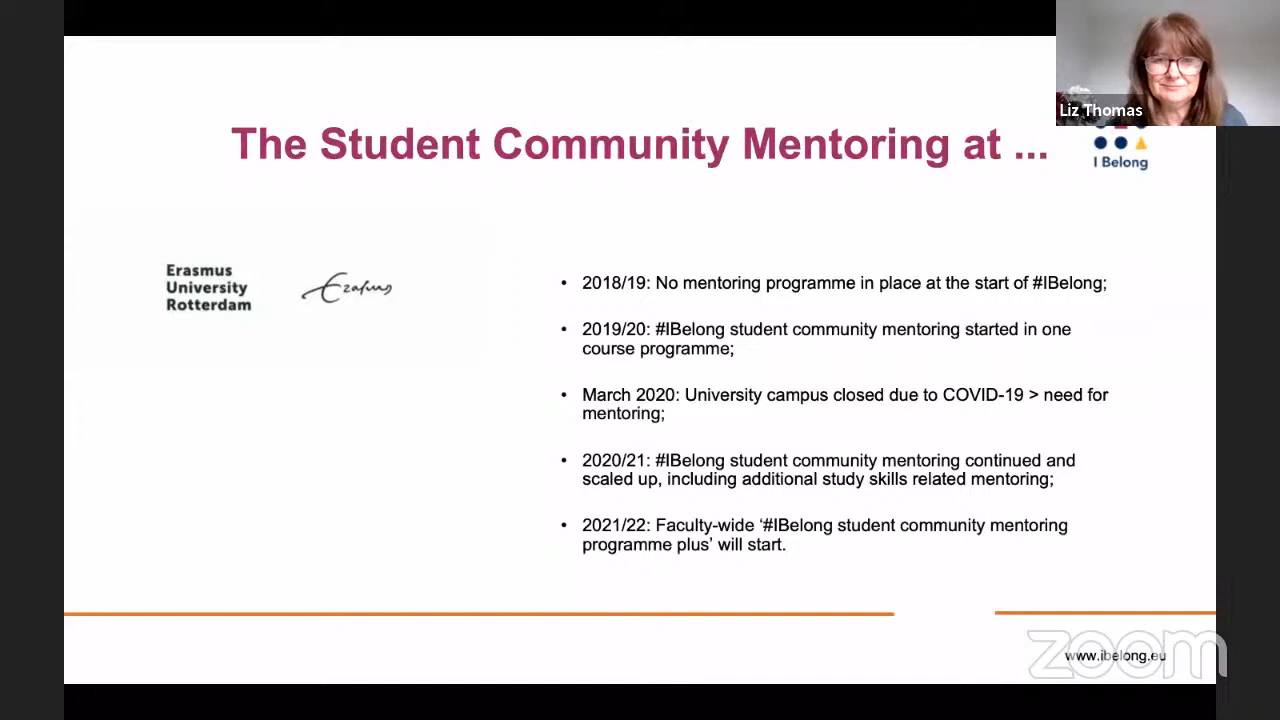 Liz Thomas
The Student Community Mentoring at ...
I Belong
Erasmus
University
Rotterdam
Erasmus
• 2018/19: No mentoring programme in place at the start of #IBelong;
• 2019/20: #IBelong student community mentoring started in one
course programme;
• March 2020: University campus closed due to COVID-19 > need for
mentoring;
• 2020/21: #IBelong student community mentoring continued and
scaled up, including additional study skills related mentoring;
• 2021/22: Faculty-wide ‘#IBelong student community mentoring
programme plus’ will start.
zoom
www.ibelong.eu